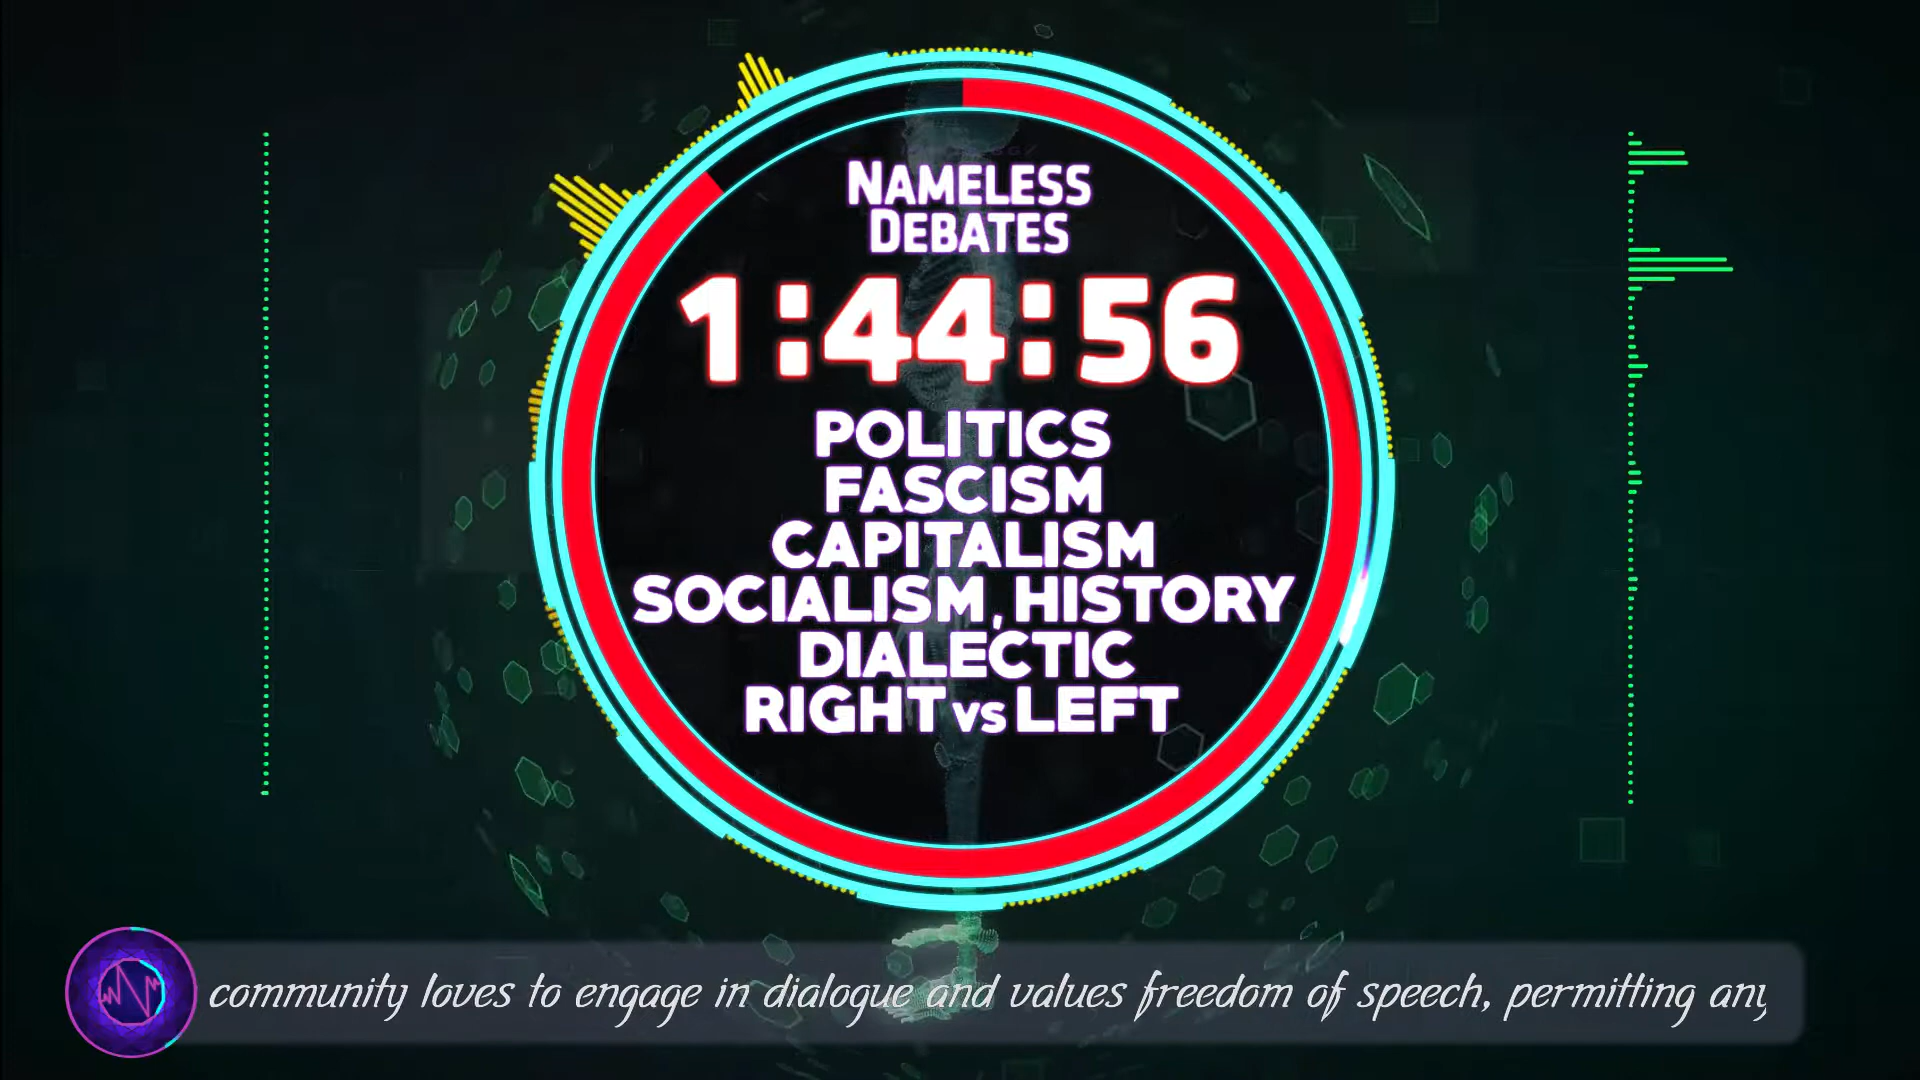 NAMELESS
DEBATES
1:44:56
POLITICS
FASCISM
CAPITALISM
SOCIALISM, HISTORY
DIALECTIC
RIGHT vs LEFT
community loves to engage in dialogue and values freedom of speech, permitting any